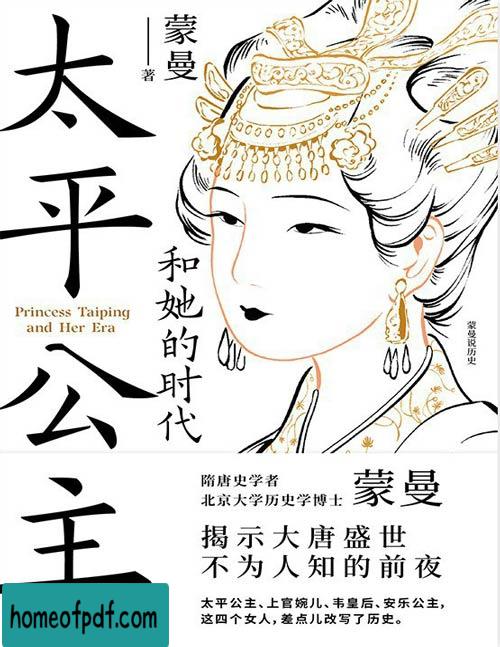 太平公主
和她的时代
Princess Taiping
and Her Era
蒙曼
著
蒙曼说历史
隋唐史学者
北京大学历史学博士
蒙曼
揭示大唐盛世
不为人知的前夜
太平公主、上官婉儿、韦皇后、安乐公主,
这四个女人,差点儿改写了历史。
homeofpdf.com